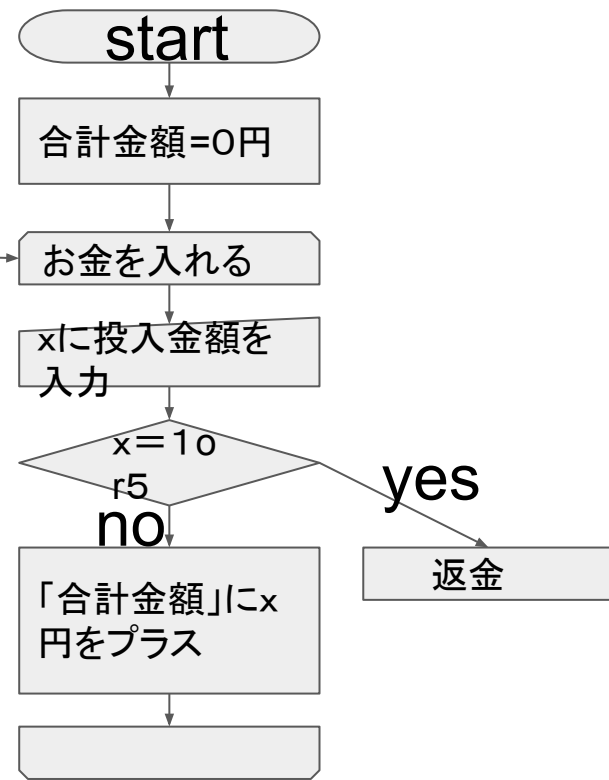 start
合計金額=0円
お金を入れる
xに投入金額を
入力
x=1o
r5
yes
no
「合計金額」にx
円をプラス
返金